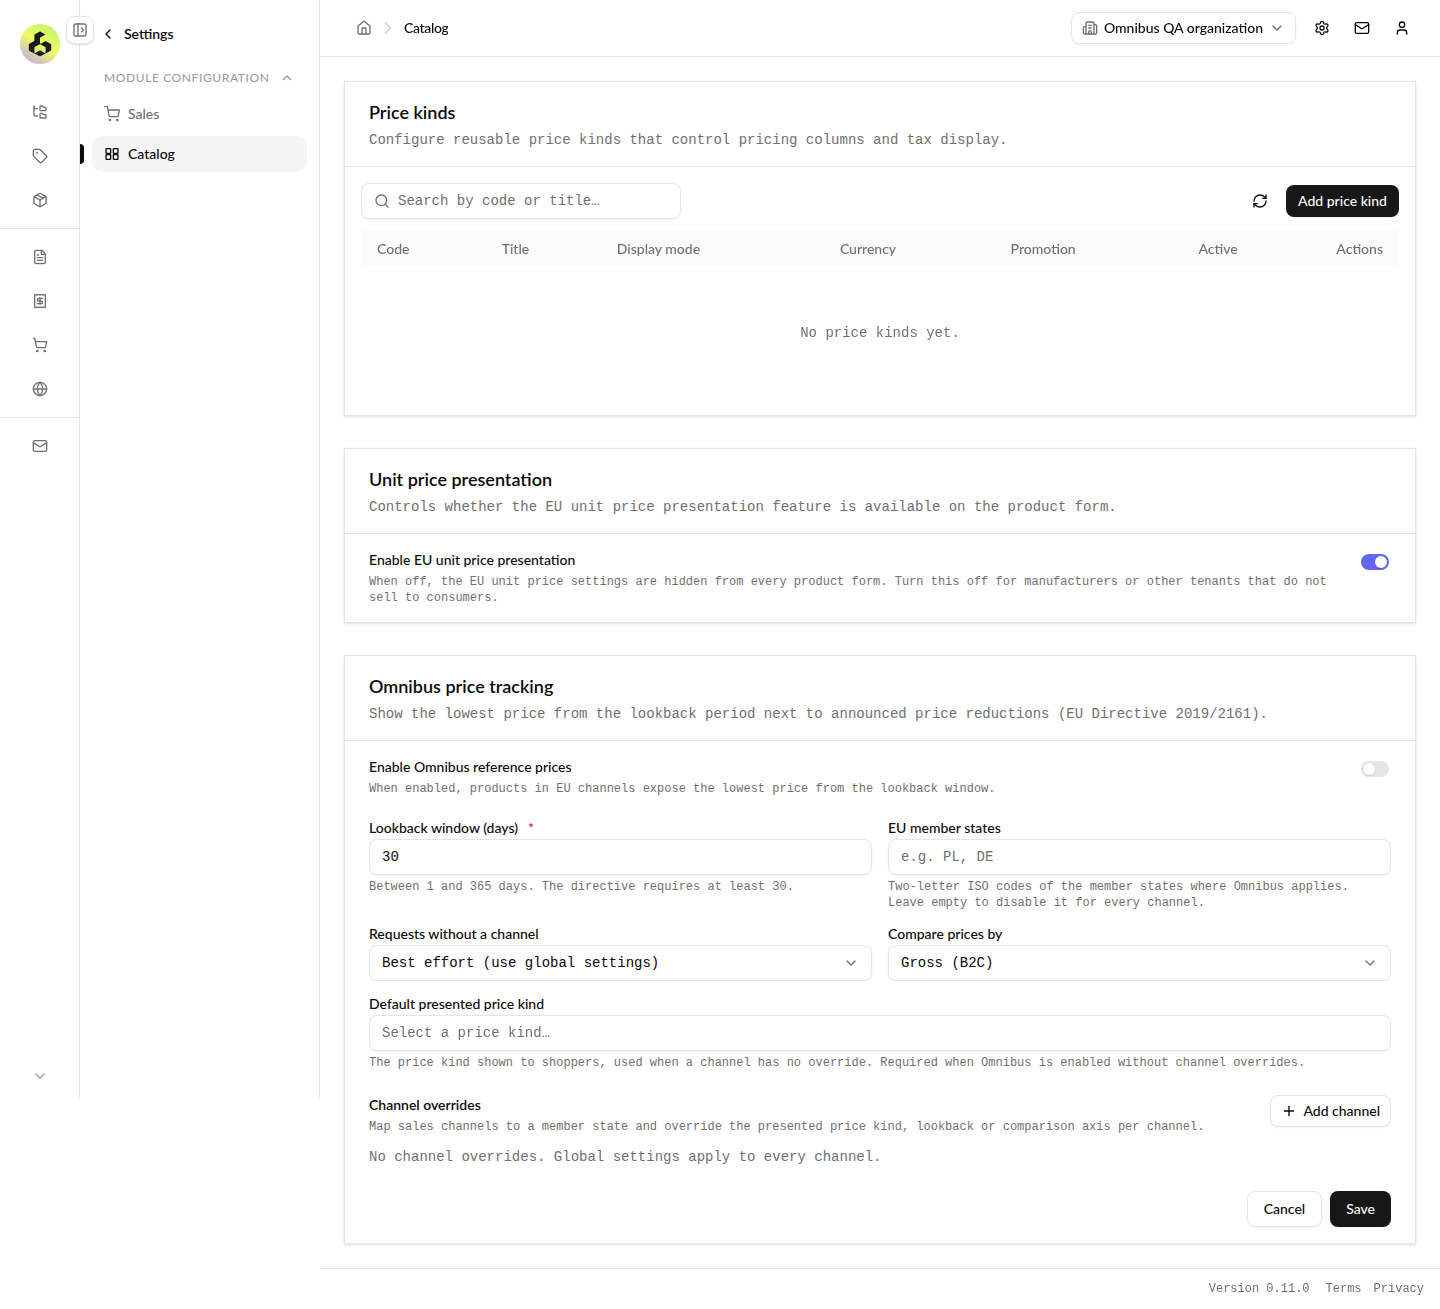 Settings
MODULE CONFIGURATION
Sales
Catalog
Catalog
Omnibus QA organization
Price kinds
Configure reusable price kinds that control pricing columns and tax display.
Search by code or title…
Add price kind
Code Title Display mode Currency Promotion Active Actions
No price kinds yet.
Unit price presentation
Controls whether the EU unit price presentation feature is available on the product form.
Enable EU unit price presentation
When off, the EU unit price settings are hidden from every product form. Turn this off for manufacturers or other tenants that do not
sell to consumers.
Omnibus price tracking
Show the lowest price from the lookback period next to announced price reductions (EU Directive 2019/2161).
Enable Omnibus reference prices
When enabled, products in EU channels expose the lowest price from the lookback window.
Lookback window (days) *
30
Between 1 and 365 days. The directive requires at least 30.
EU member states
e.g. PL, DE
Two-letter ISO codes of the member states where Omnibus applies.
Leave empty to disable it for every channel.
Requests without a channel
Best effort (use global settings)
Compare prices by
Gross (B2C)
Default presented price kind
Select a price kind…
The price kind shown to shoppers, used when a channel has no override. Required when Omnibus is enabled without channel overrides.
Channel overrides
Map sales channels to a member state and override the presented price kind, lookback or comparison axis per channel.
Add channel
No channel overrides. Global settings apply to every channel.
Cancel
Save
Version 0.11.0 Terms Privacy